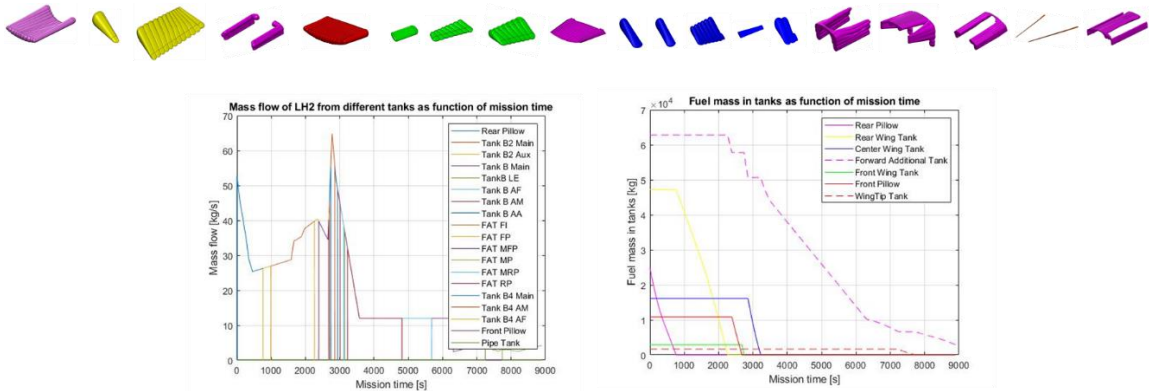 Mass flow of LH2 from different tanks as function of mission time
70
60
50
40
30
20
10
0
Mass flow [kg/s]
0 1000 2000 3000 4000 5000 6000 7000 8000 9000
Mission time [s]
Rear Pillow
Tank B2 Main
Tank B2 Aux
Tank B Main
TankB LE
Tank B AF
Tank B AM
Tank B AA
FAT FI
FAT FP
FAT MFP
FAT MP
FAT MRP
FAT RP
Tank B4 Main
Tank B4 AM
Tank B4 AF
Front Pillow
Pipe Tank
Fuel mass in tanks as function of mission time
× 10⁴
7
6
5
4
3
2
1
0
Fuel mass in tanks [kg]
0 1000 2000 3000 4000 5000 6000 7000 8000 9000
Mission time [s]
Rear Pillow
Rear Wing Tank
Center Wing Tank
Forward Additional Tank
Front Wing Tank
Front Pillow
WingTip Tank